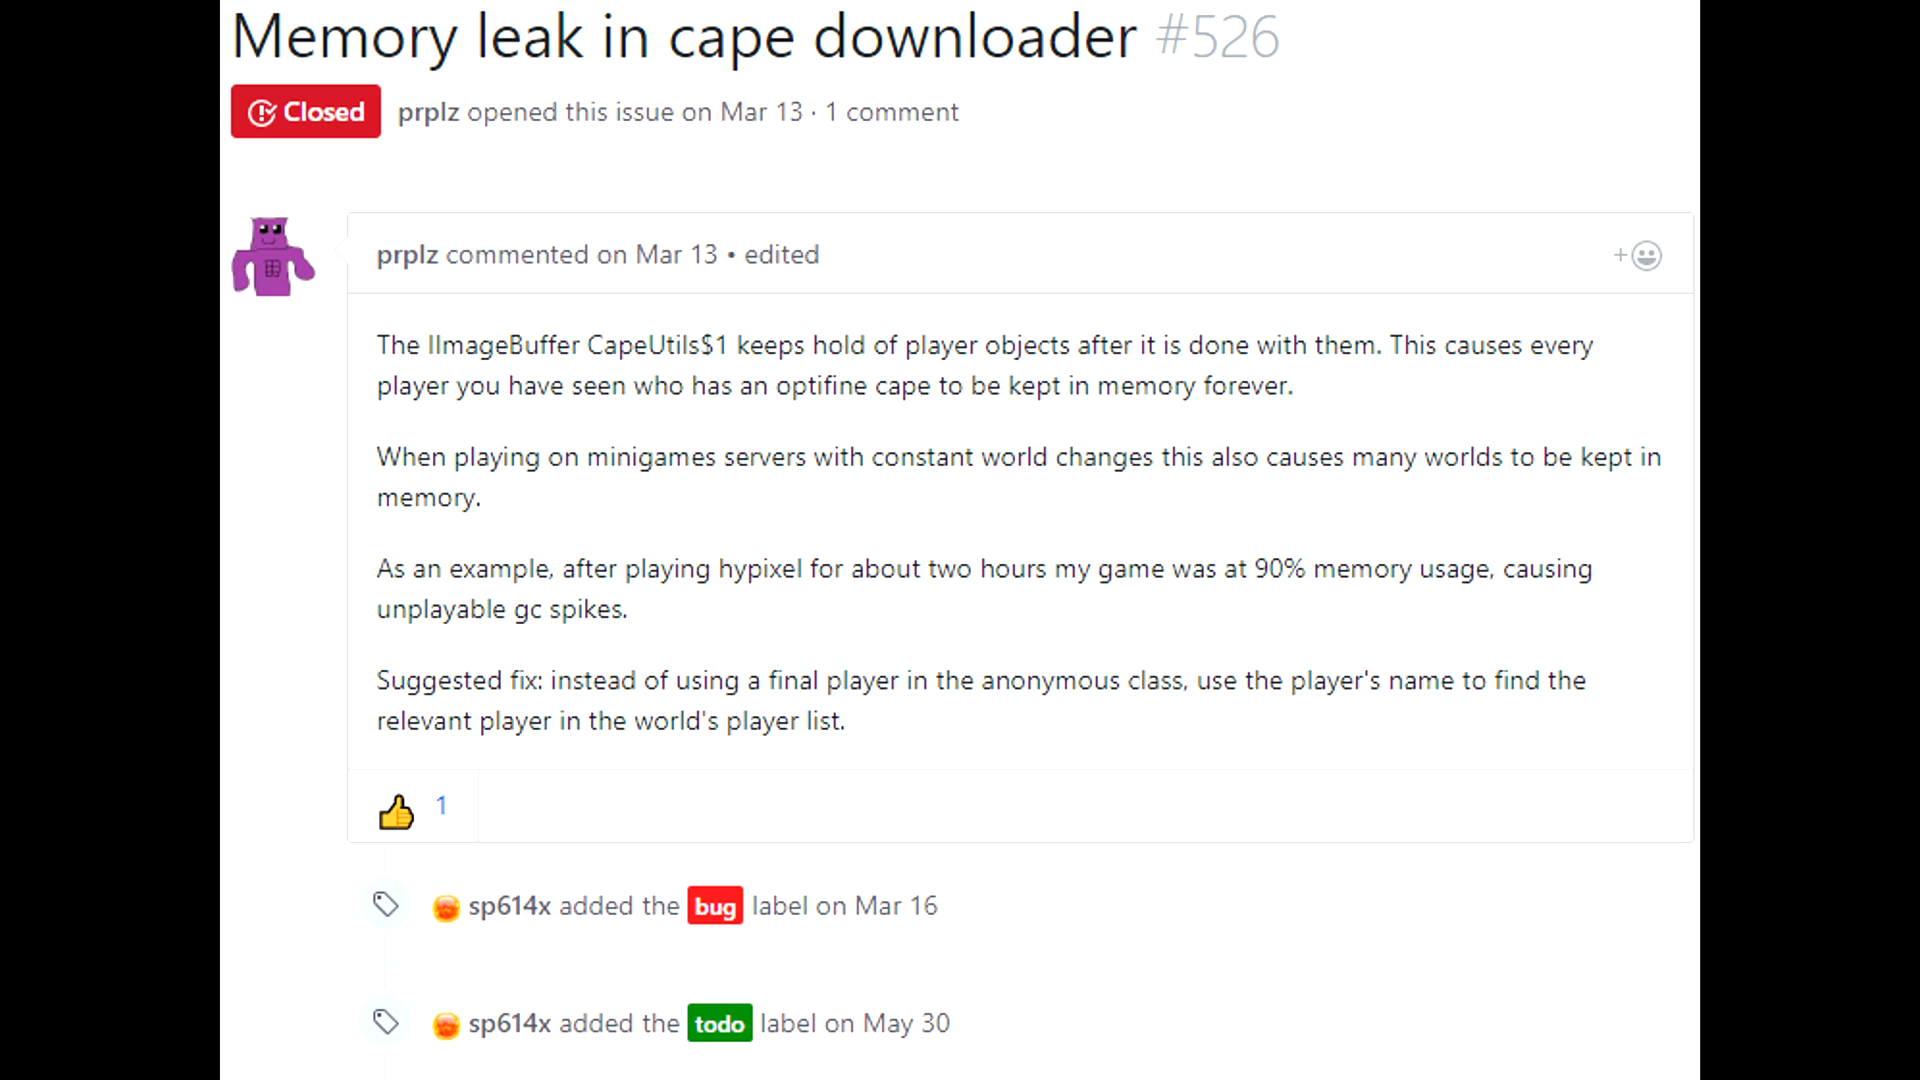 Memory leak in cape downloader #526
Closed prplz opened this issue on Mar 13 · 1 comment
prplz commented on Mar 13 • edited
The IImageBuffer CapeUtils$1 keeps hold of player objects after it is done with them. This causes every
player you have seen who has an optifine cape to be kept in memory forever.
When playing on minigames servers with constant world changes this also causes many worlds to be kept in
memory.
As an example, after playing hypixel for about two hours my game was at 90% memory usage, causing
unplayable gc spikes.
Suggested fix: instead of using a final player in the anonymous class, use the player's name to find the
relevant player in the world's player list.
1
sp614x added the bug label on Mar 16
sp614x added the todo label on May 30